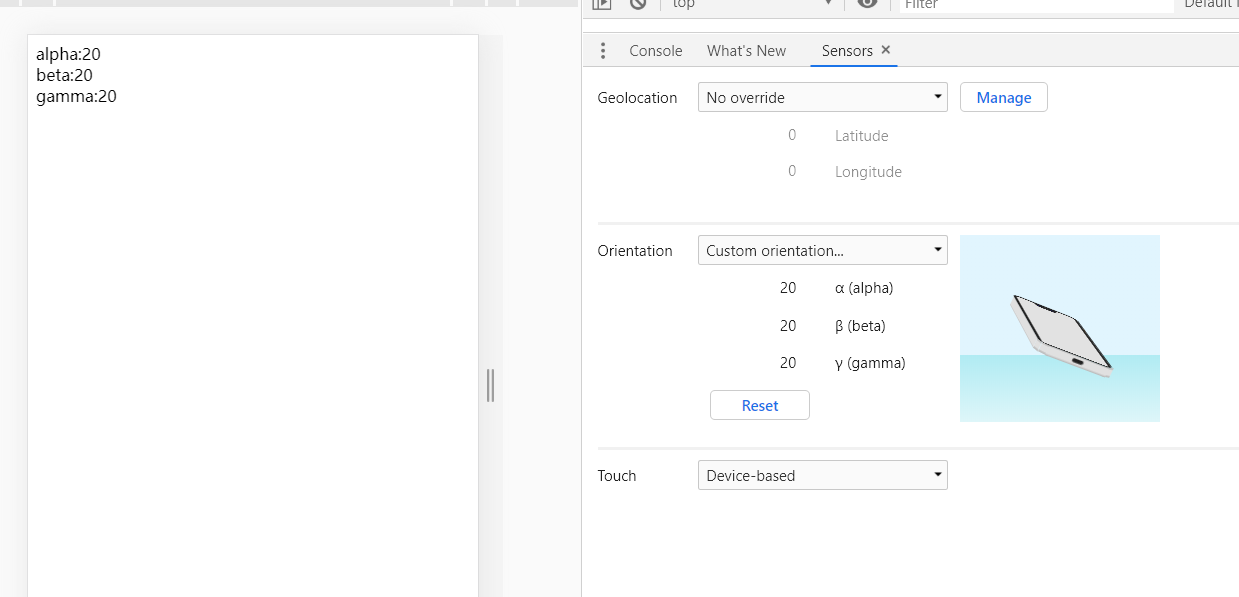 alpha:20
beta:20
gamma:20
top
Filter
Default
Console What's New Sensors ×
Geolocation No override Manage
0 Latitude
0 Longitude
Orientation Custom orientation...
20 α (alpha)
20 β (beta)
20 γ (gamma)
Reset
Touch Device-based